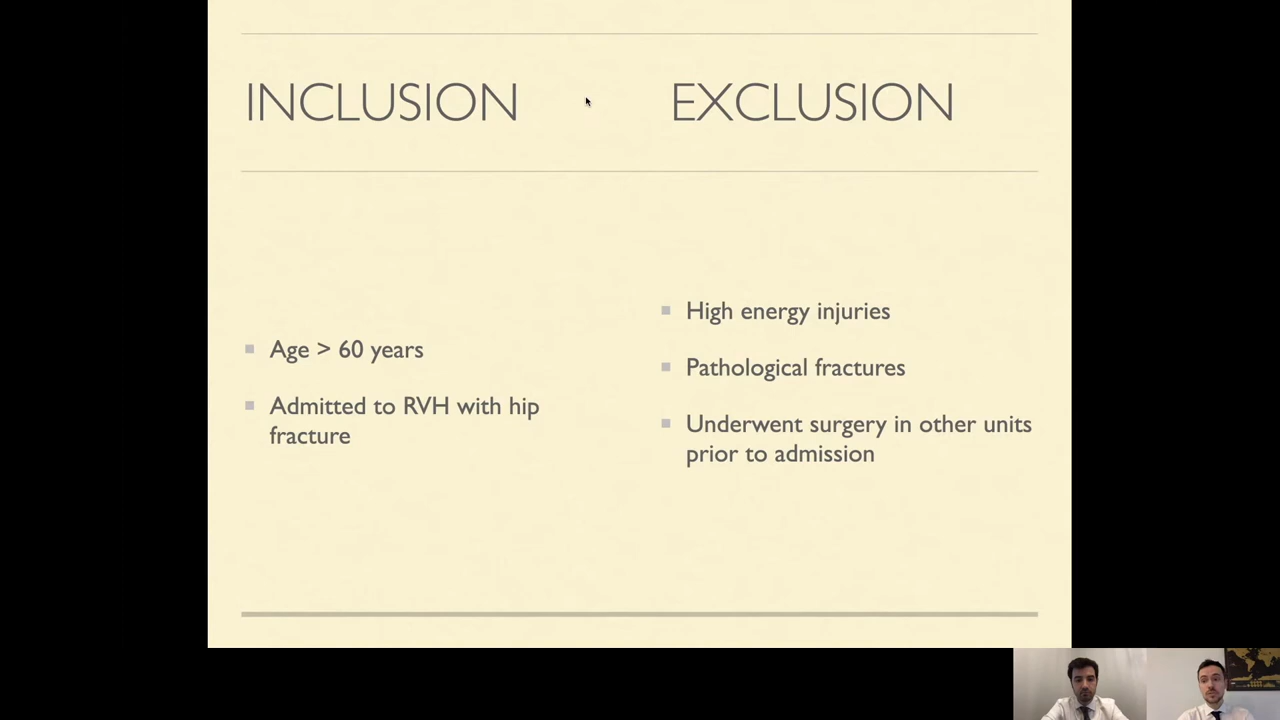 INCLUSION
EXCLUSION
Age > 60 years
Admitted to RVH with hip
fracture
High energy injuries
Pathological fractures
Underwent surgery in other units
prior to admission